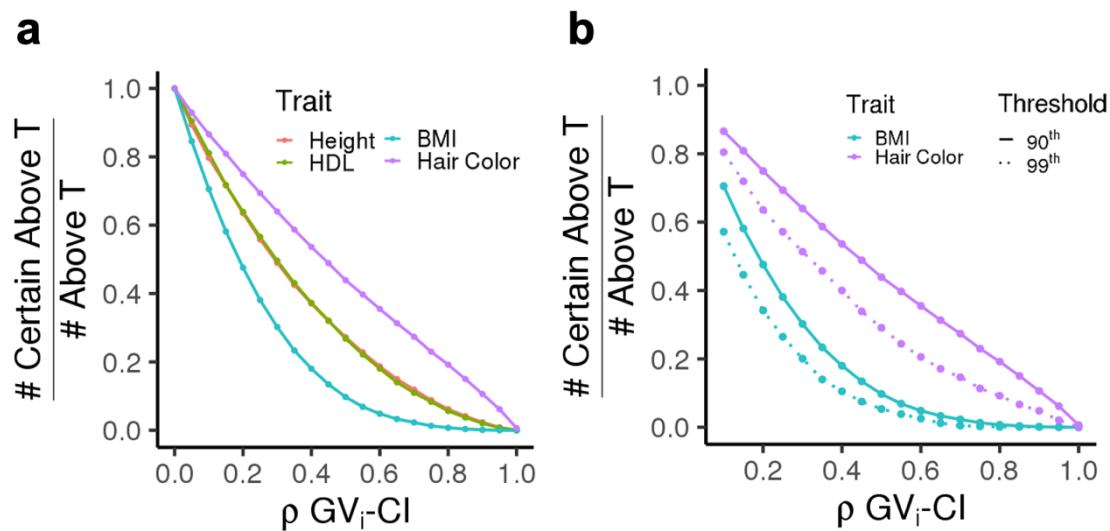 a
# Certain Above T
# Above T
1.0
0.8
0.6
0.4
0.2
0.0
Trait
Height
BMI
HDL
Hair Color
0.0 0.2 0.4 0.6 0.8 1.0
ρ GVi-CI
b
# Certain Above T
# Above T
1.0
0.8
0.6
0.4
0.2
0.0
Trait
BMI
Hair Color
Threshold
90th
99th
0.2 0.4 0.6 0.8 1.0
ρ GVi-CI